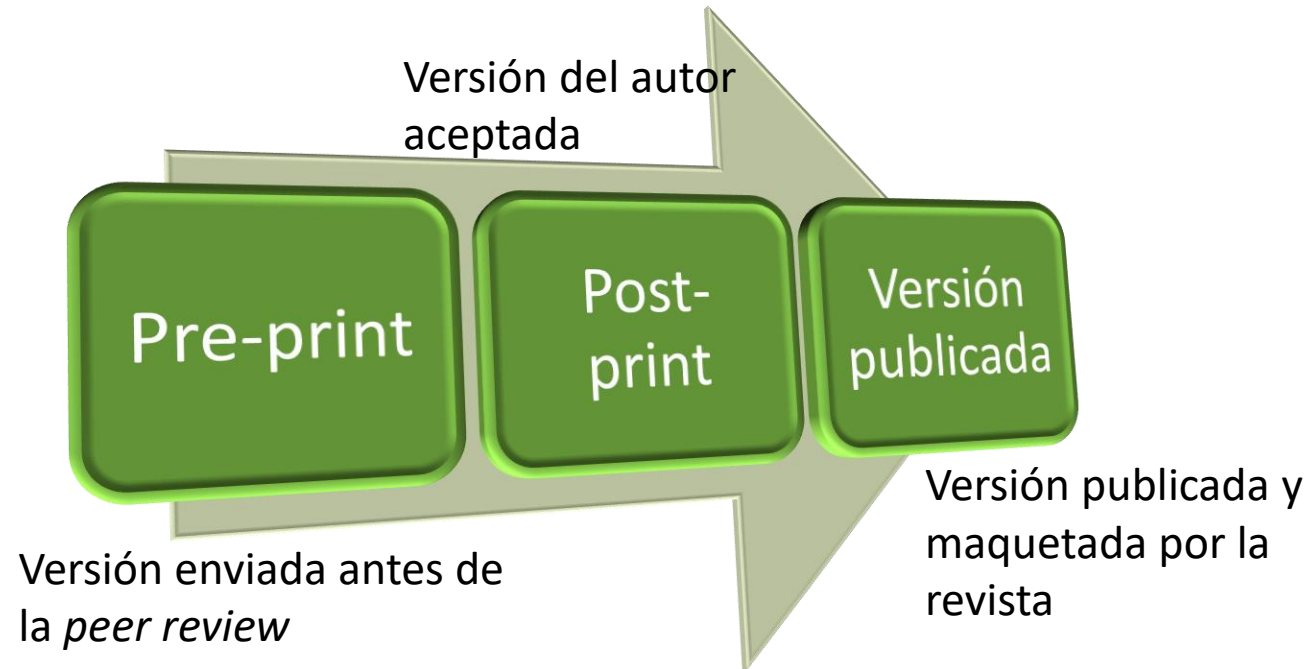 Versión del autor
aceptada
Pre-print
Post-
print
Versión
publicada
Versión enviada antes de
la peer review
Versión publicada y
maquetada por la
revista